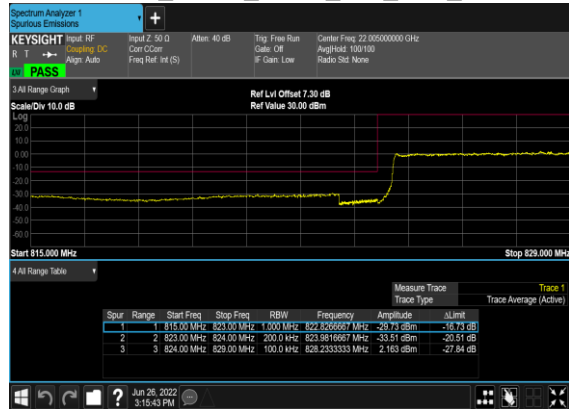 Spectrum Analyzer 1
Spurious Emissions
+
KEYSIGHT Input: RF Input Z: 50 Ω Atten: 40 dB Trig: Free Run Center Freq: 22.005000000 GHz
R T Coupling: DC Corr CCorr Gate: Off Avg|Hold: 100/100
Align: Auto Freq Ref: Int (S) IF Gain: Low Radio Std: None
PASS
3 All Range Graph
Ref Lvl Offset 7.30 dB
Scale/Div 10.0 dB Ref Value 30.00 dBm
Log
20.0
10.0
0.00
-10.0
-20.0
-30.0
-40.0
-50.0
-60.0
Start 815.000 MHz Stop 829.000 MHz
4 All Range Table
Measure Trace Trace 1
Trace Type Trace Average (Active)
Spur Range Start Freq Stop Freq RBW Frequency Amplitude ΔLimit
1 1 815.00 MHz 823.00 MHz 1.000 MHz 822.8266667 MHz -29.73 dBm -16.73 dB
2 2 823.00 MHz 824.00 MHz 200.0 kHz 823.9816667 MHz -33.51 dBm -20.51 dB
3 3 824.00 MHz 829.00 MHz 100.0 kHz 828.2333333 MHz 2.163 dBm -27.84 dB
? Jun 26, 2022
3:15:43 PM